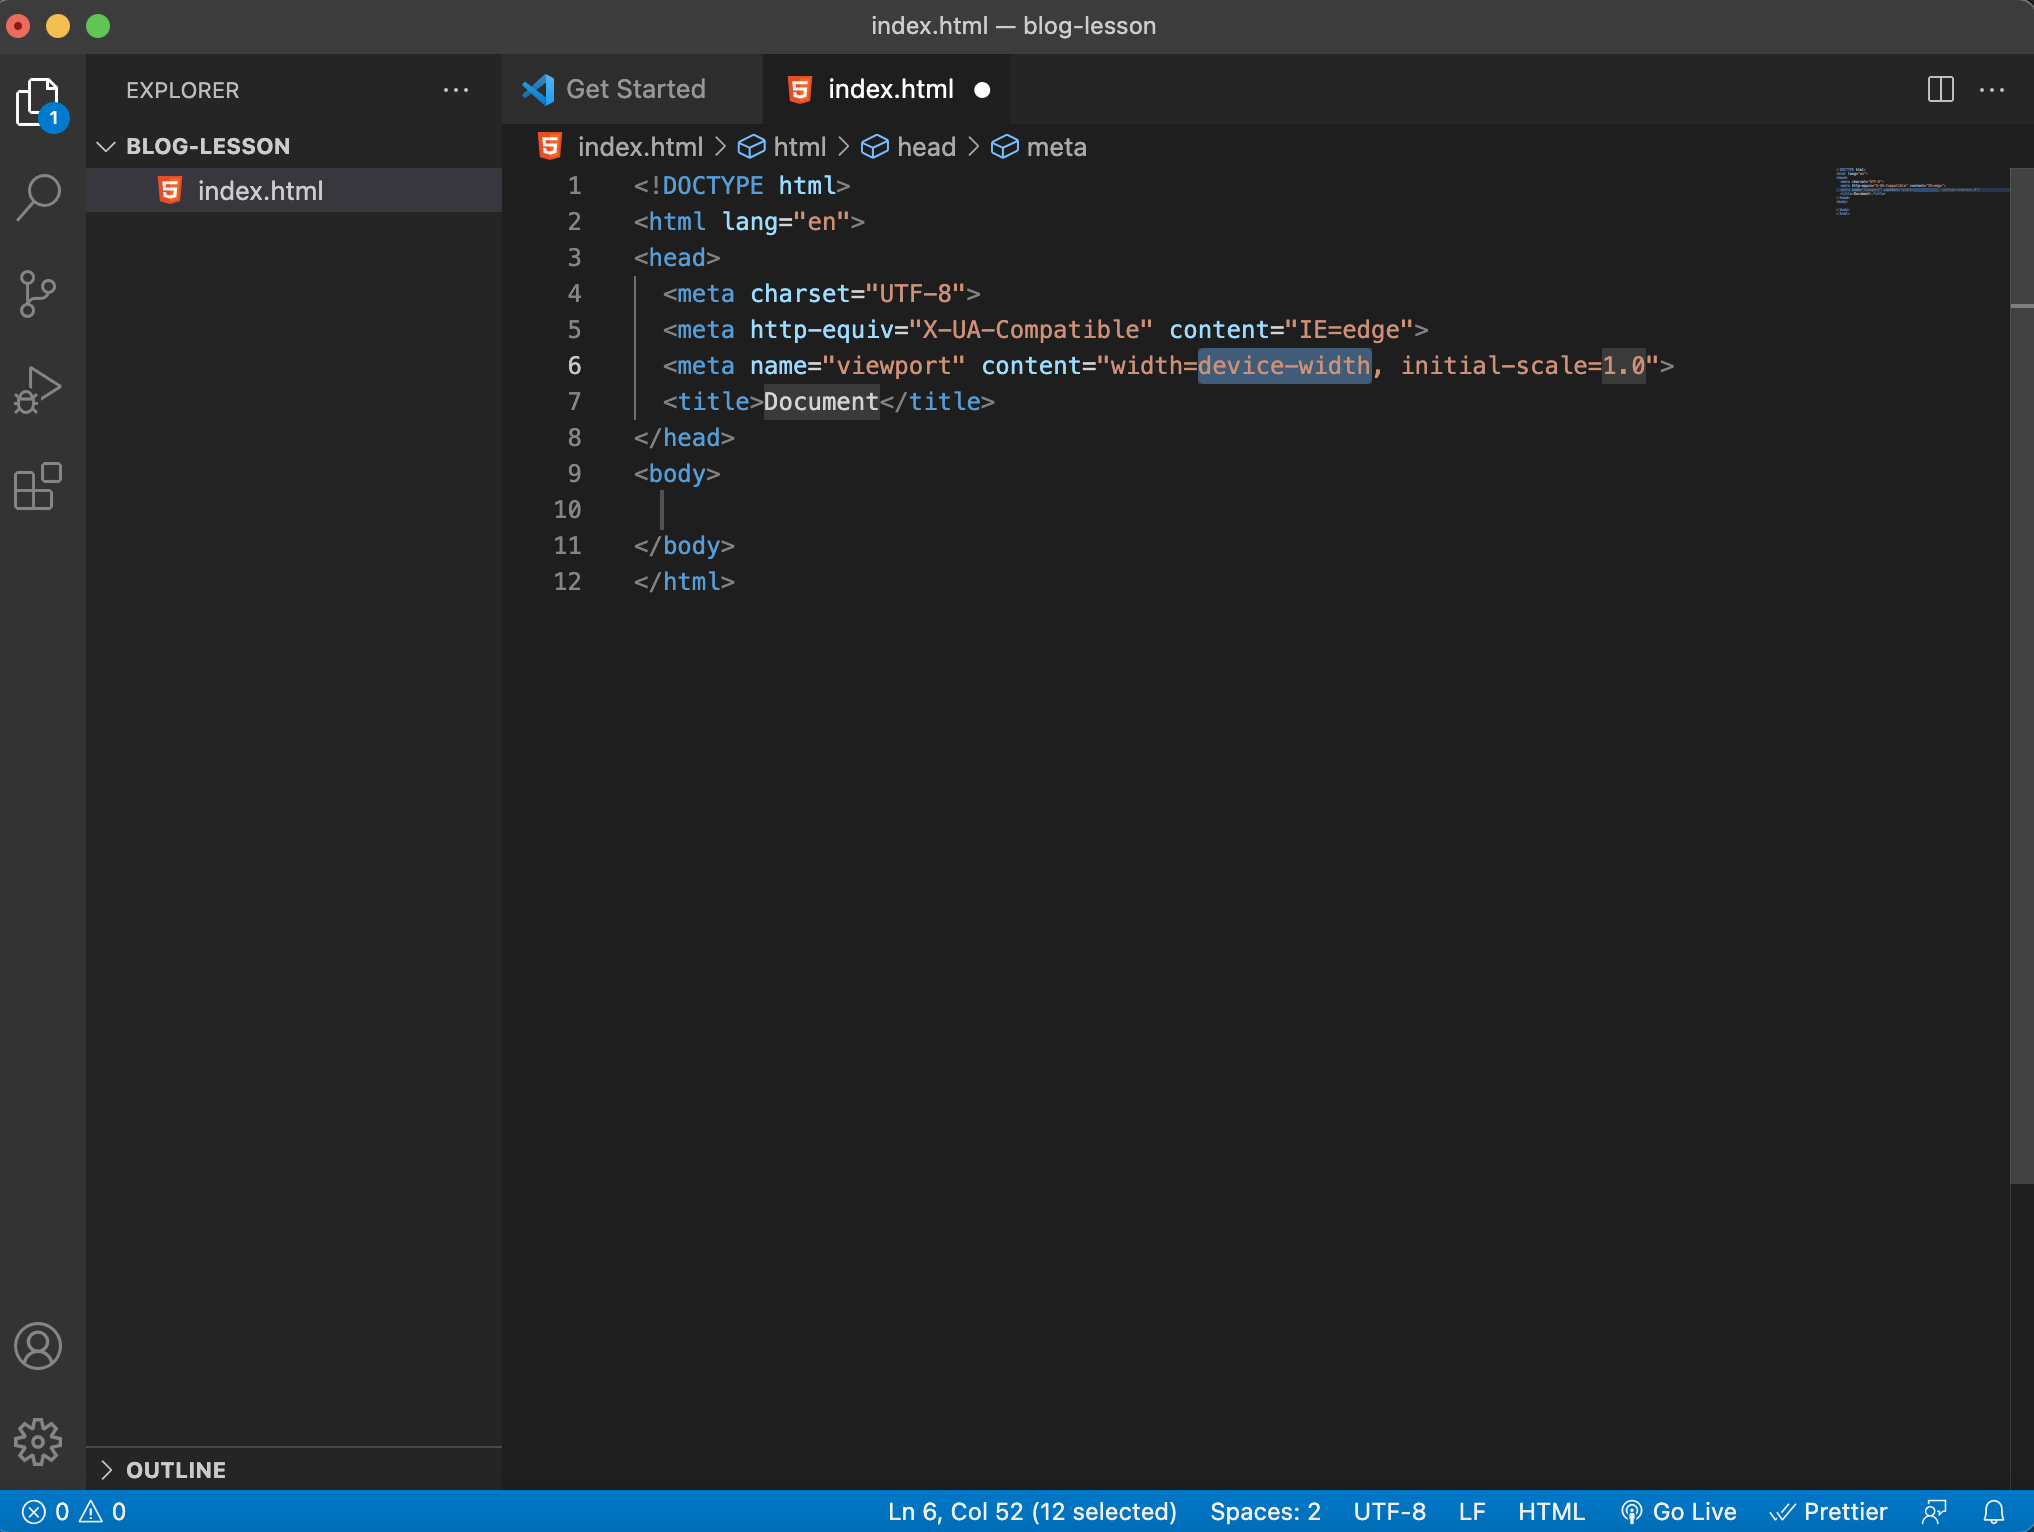 index.html — blog-lesson
EXPLORER
Get Started
index.html
1
BLOG-LESSON
index.html > html > head > meta
index.html
1 <!DOCTYPE html>
2 <html lang="en">
3 <head>
4 <meta charset="UTF-8">
5 <meta http-equiv="X-UA-Compatible" content="IE=edge">
6 <meta name="viewport" content="width=device-width, initial-scale=1.0">
7 <title>Document</title>
8 </head>
9 <body>
10
11 </body>
12 </html>
OUTLINE
0 0 Ln 6, Col 52 (12 selected) Spaces: 2 UTF-8 LF HTML Go Live Prettier